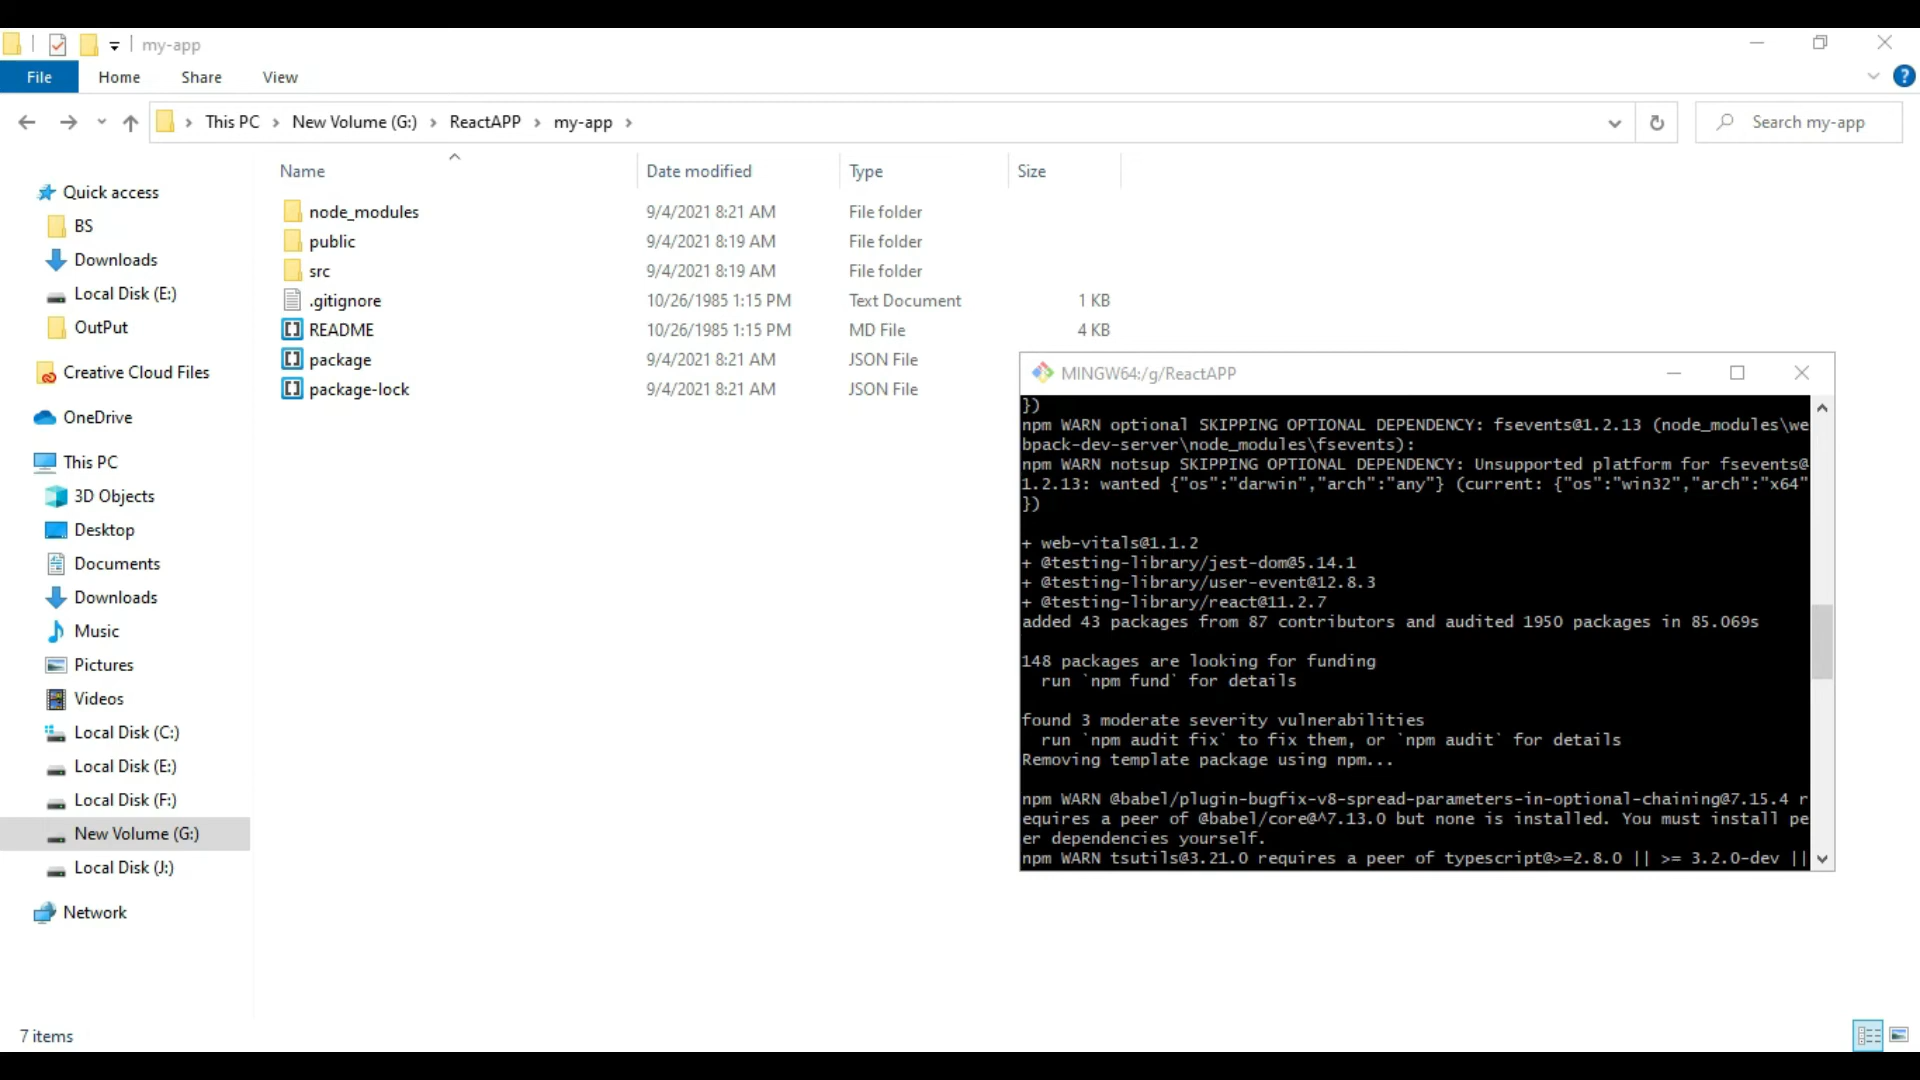 my-app
File Home Share View
This PC New Volume (G:) ReactAPP my-app
Search my-app
Name Date modified Type Size
Quick access
BS
Downloads
Local Disk (E:)
OutPut
Creative Cloud Files
OneDrive
This PC
3D Objects
Desktop
Documents
Downloads
Music
Pictures
Videos
Local Disk (C:)
Local Disk (E:)
Local Disk (F:)
New Volume (G:)
Local Disk (J:)
Network
node_modules 9/4/2021 8:21 AM File folder
public 9/4/2021 8:19 AM File folder
src 9/4/2021 8:19 AM File folder
.gitignore 10/26/1985 1:15 PM Text Document 1 KB
README 10/26/1985 1:15 PM MD File 4 KB
package 9/4/2021 8:21 AM JSON File
package-lock 9/4/2021 8:21 AM JSON File
MINGW64:/g/ReactAPP
})
npm WARN optional SKIPPING OPTIONAL DEPENDENCY: fsevents@1.2.13 (node_modules\we
bpack-dev-server\node_modules\fsevents):
npm WARN notsup SKIPPING OPTIONAL DEPENDENCY: Unsupported platform for fsevents@
1.2.13: wanted {"os":"darwin","arch":"any"} (current: {"os":"win32","arch":"x64"
})
+ web-vitals@1.1.2
+ @testing-library/jest-dom@5.14.1
+ @testing-library/user-event@12.8.3
+ @testing-library/react@11.2.7
added 43 packages from 87 contributors and audited 1950 packages in 85.069s
148 packages are looking for funding
run `npm fund` for details
found 3 moderate severity vulnerabilities
run `npm audit fix` to fix them, or `npm audit` for details
Removing template package using npm...
npm WARN @babel/plugin-bugfix-v8-spread-parameters-in-optional-chaining@7.15.4 r
equires a peer of @babel/core@^7.13.0 but none is installed. You must install pe
er dependencies yourself.
npm WARN tsutils@3.21.0 requires a peer of typescript@>=2.8.0 || >= 3.2.0-dev ||
7 items